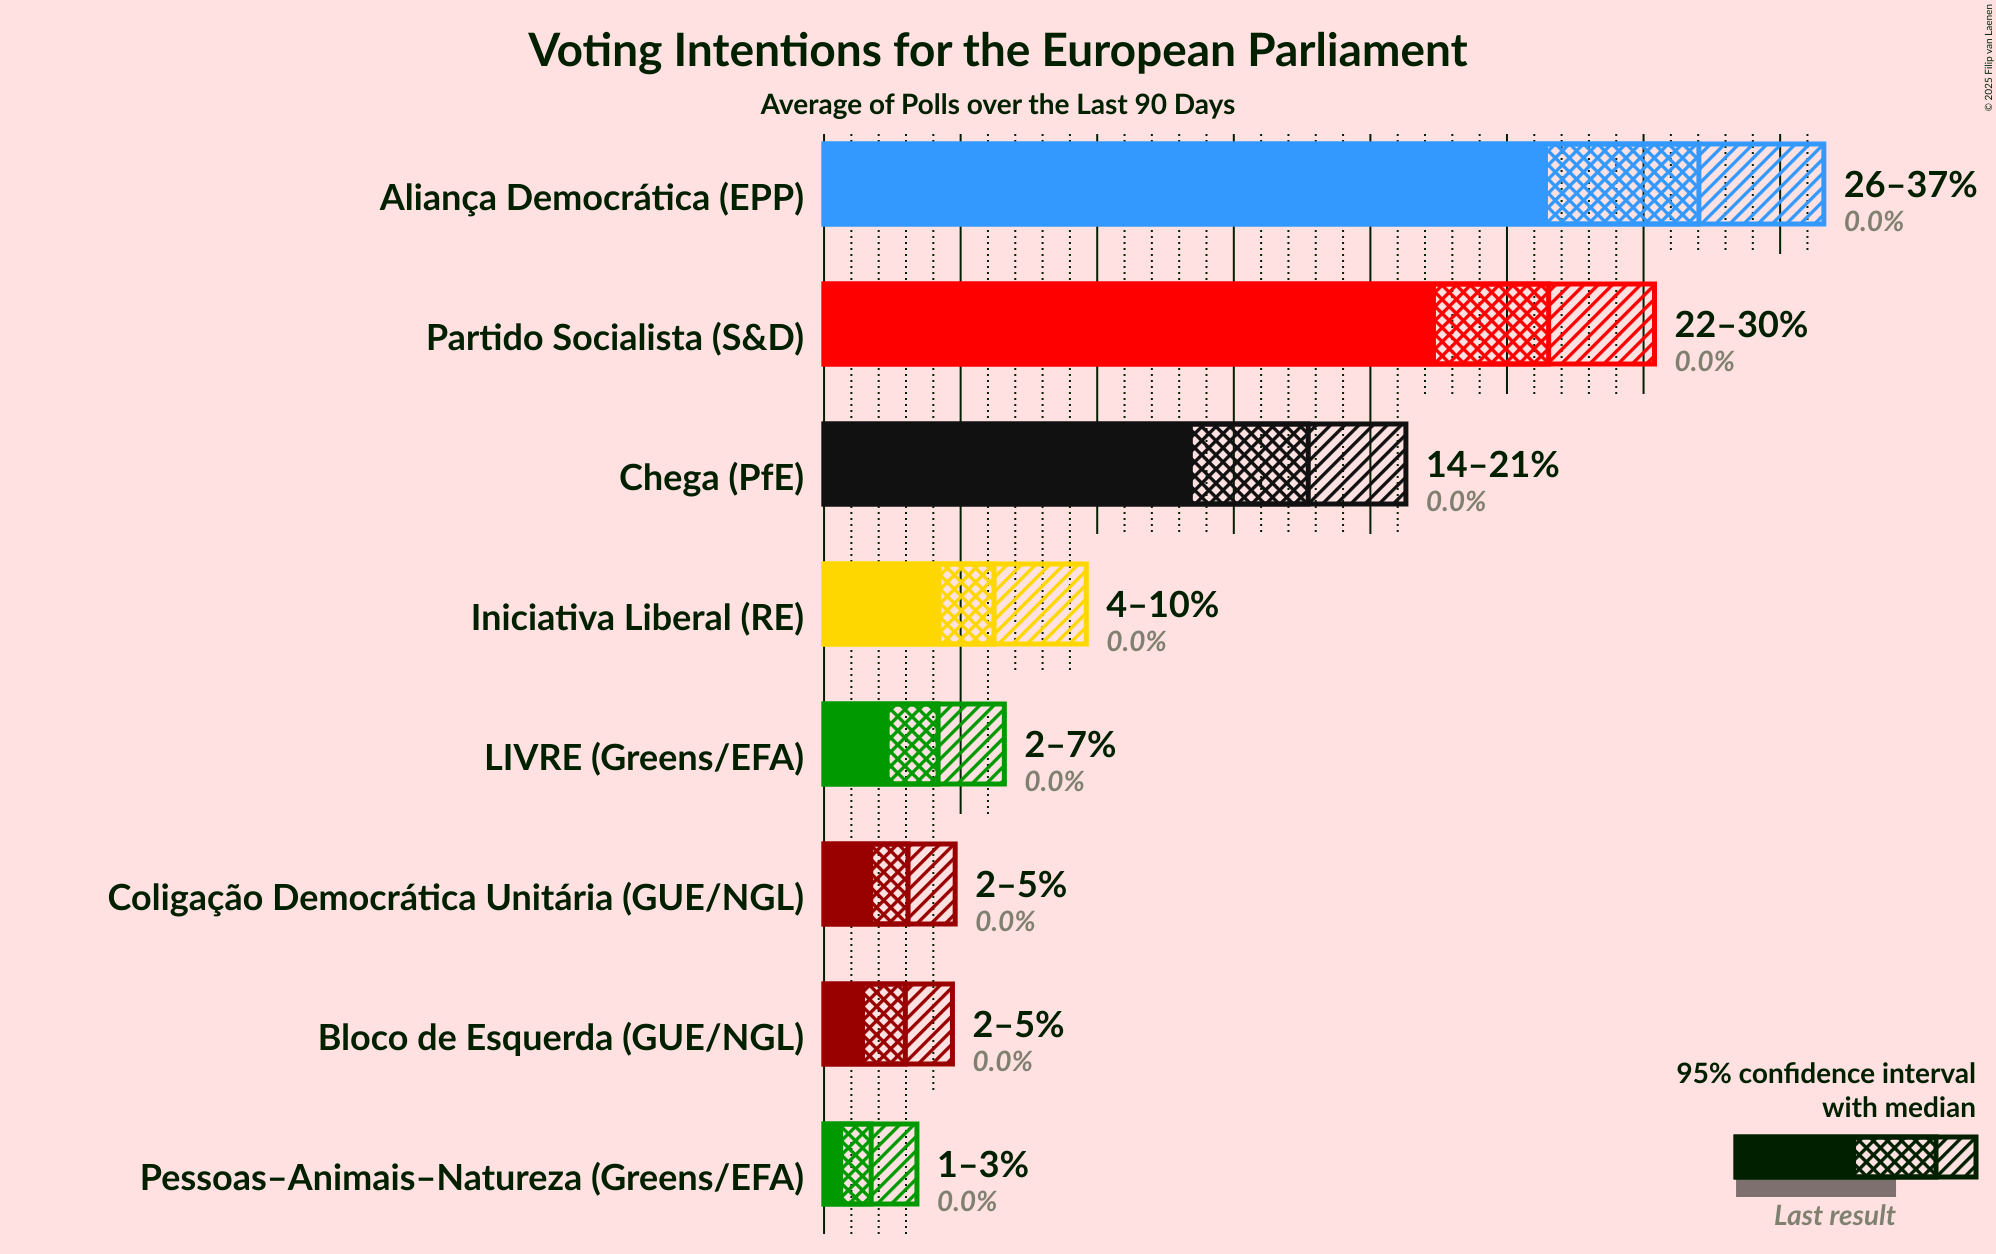 Voting Intentions for the European Parliament
Average of Polls over the Last 90 Days
© 2025 Filip van Laenen
Aliança Democrática (EPP)
26–37%
0.0%
Partido Socialista (S&D)
22–30%
0.0%
Chega (PfE)
14–21%
0.0%
Iniciativa Liberal (RE)
4–10%
0.0%
LIVRE (Greens/EFA)
2–7%
0.0%
Coligação Democrática Unitária (GUE/NGL)
2–5%
0.0%
Bloco de Esquerda (GUE/NGL)
2–5%
0.0%
Pessoas–Animais–Natureza (Greens/EFA)
1–3%
0.0%
95% confidence interval
with median
Last result